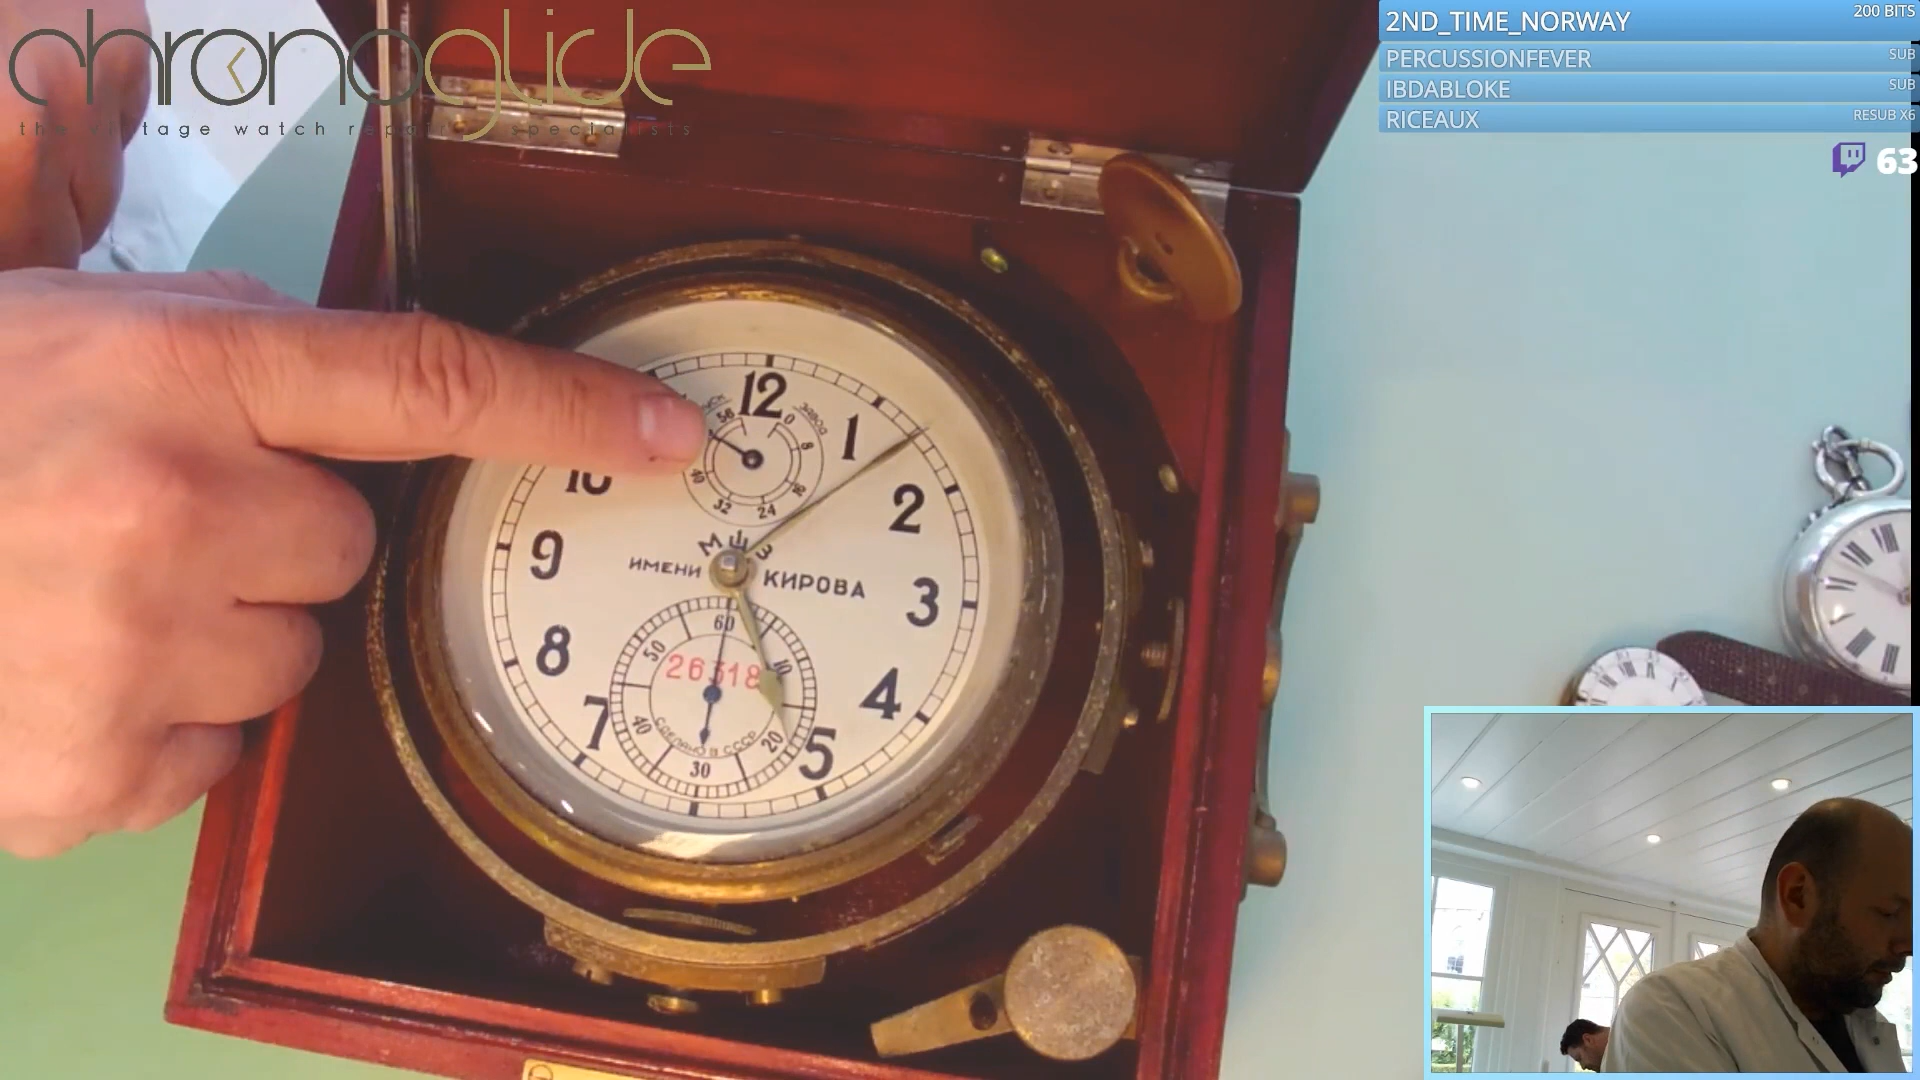 chronoglide
the vintage watch repair specialists
2ND_TIME_NORWAY 200 BITS
PERCUSSIONFEVER SUB
IBDABLOKE SUB
RICEAUX RESUB X6
63
12
1
2
3
4
5
7
8
9
10
56 0 8 16 24 32 40
ЗАВОД
М Ш З
ИМЕНИ КИРОВА
60 10 20 30 40 50
26318
СДЕЛАНО В СССР